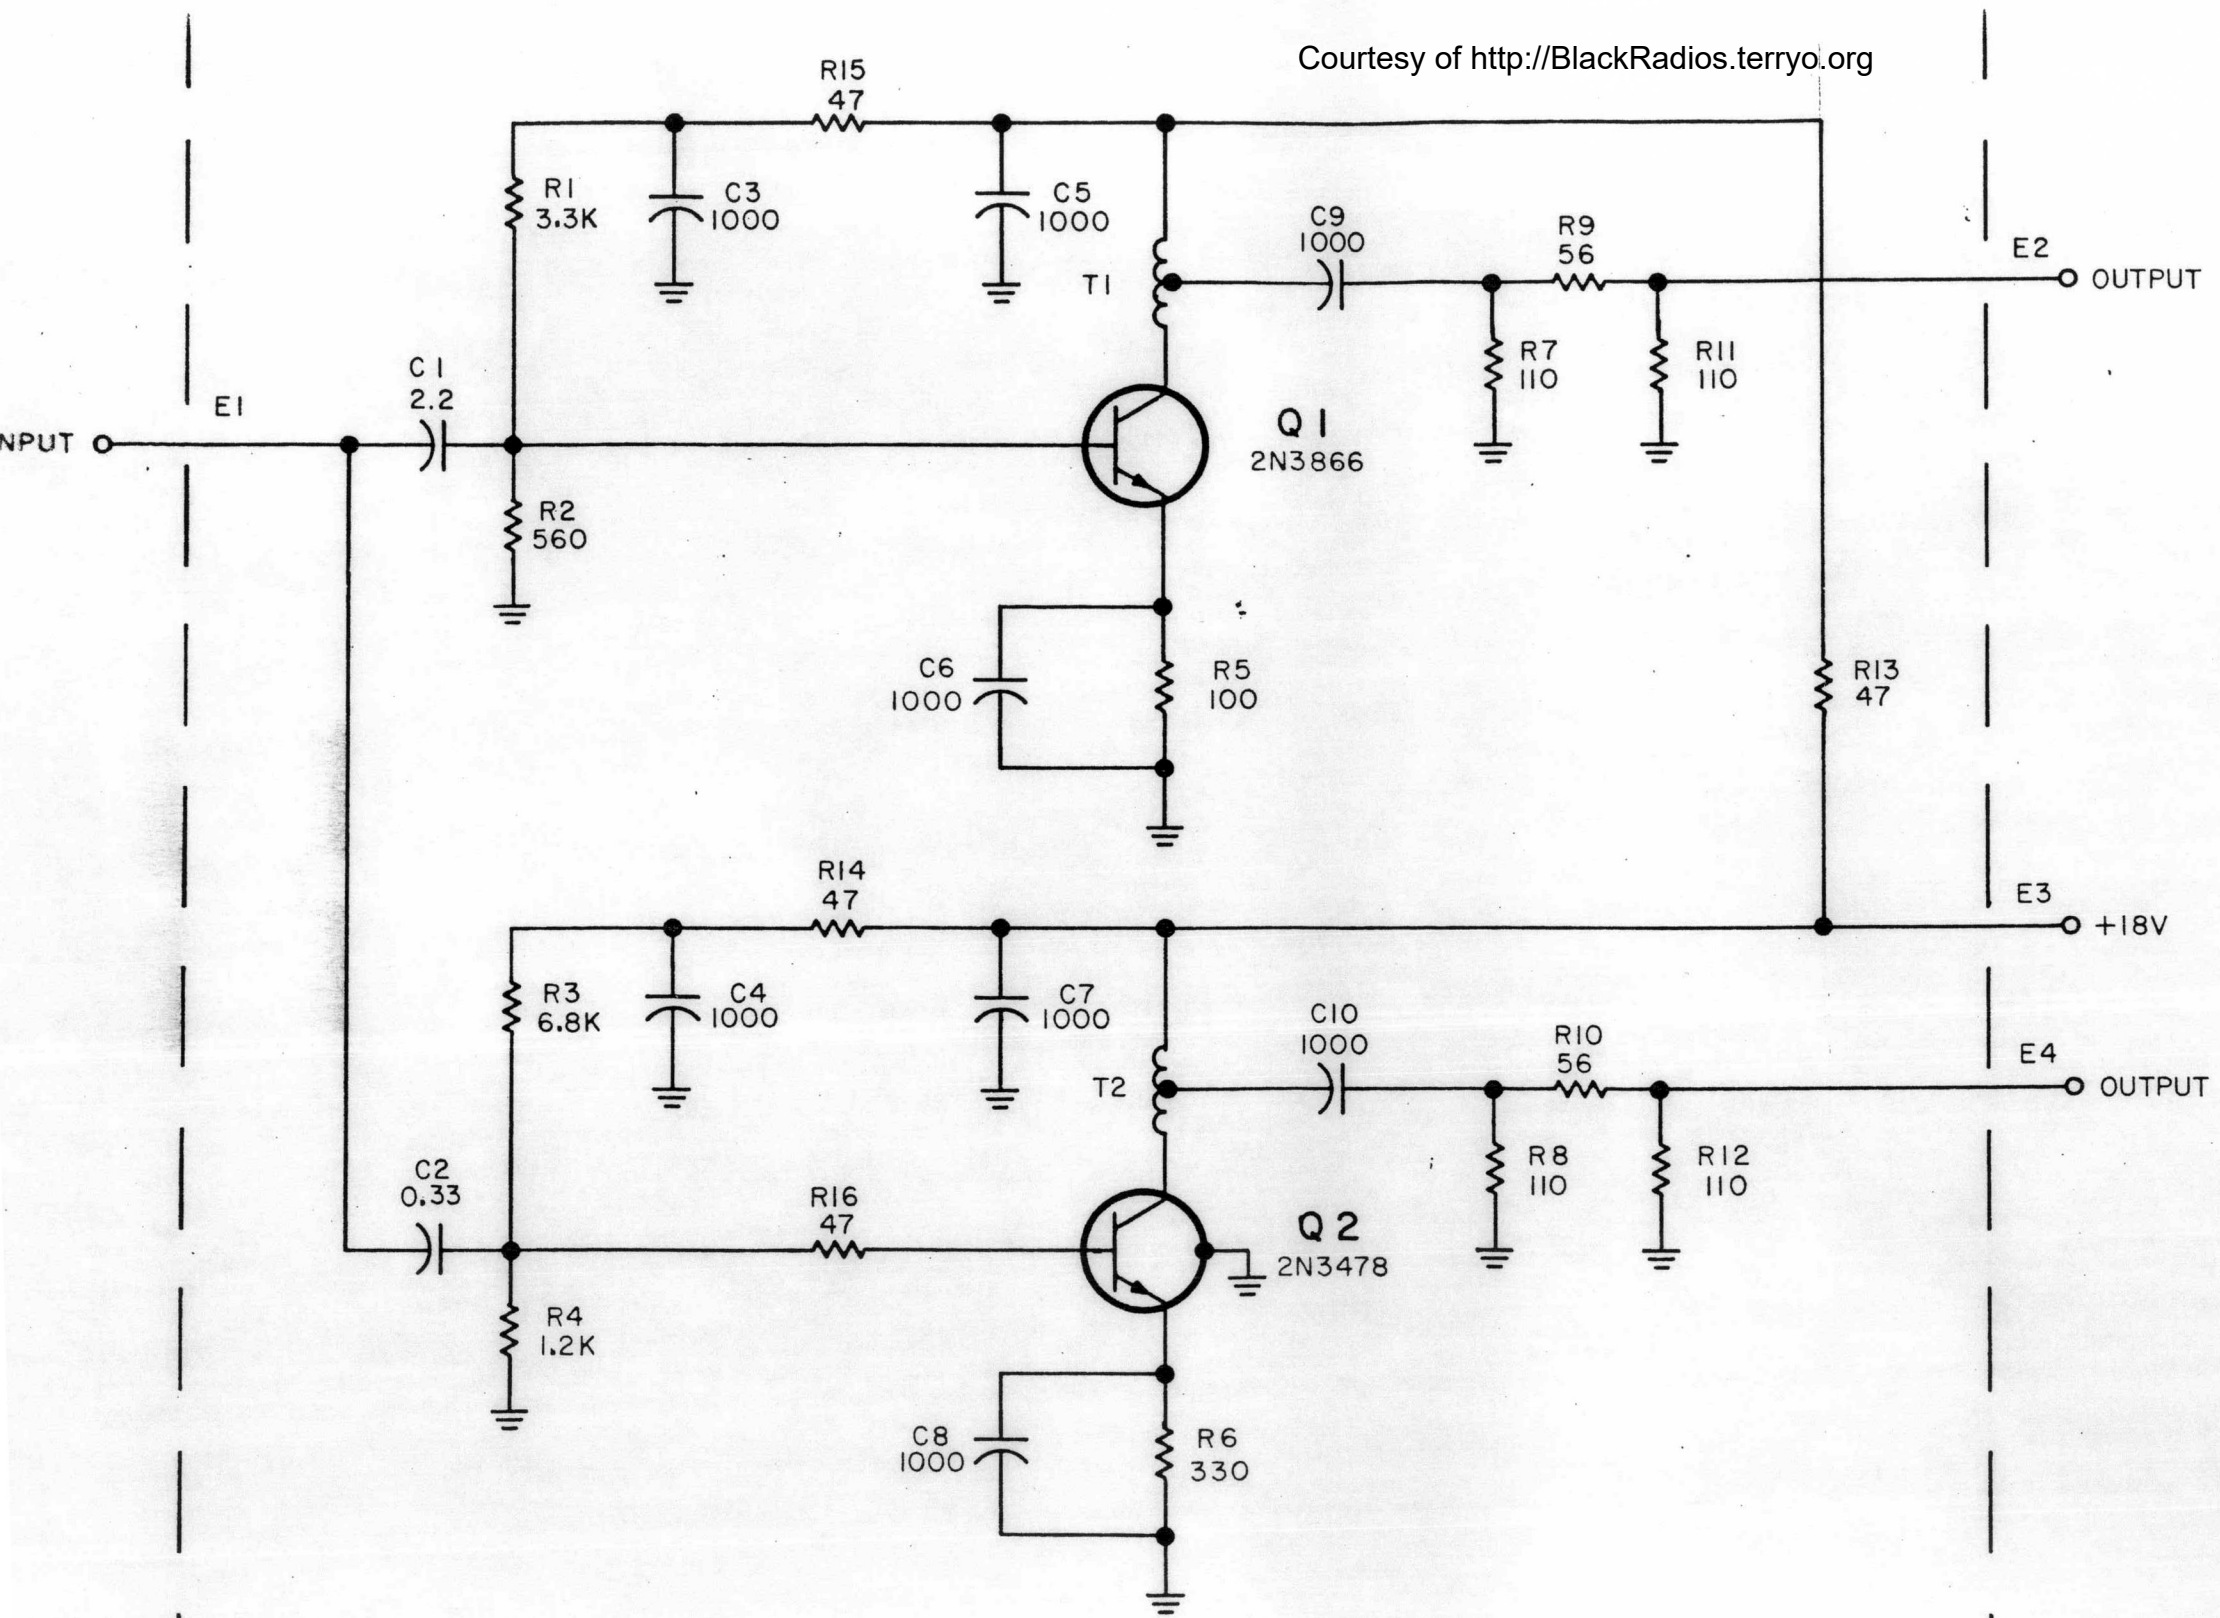 Courtesy of http://BlackRadios.terryo.org
R15
47
R1
3.3K
C3
1000
C5
1000
C9
1000
R9
56
E2
OUTPUT
T1
R7
110
R11
110
C1
2.2
E1
NPUT
Q1
2N3866
R2
560
C6
1000
R5
100
R13
47
R14
47
E3
+18V
R3
6.8K
C4
1000
C7
1000
C10
1000
R10
56
E4
OUTPUT
T2
R8
110
R12
110
C2
0.33
R16
47
Q2
2N3478
R4
1.2K
C8
1000
R6
330